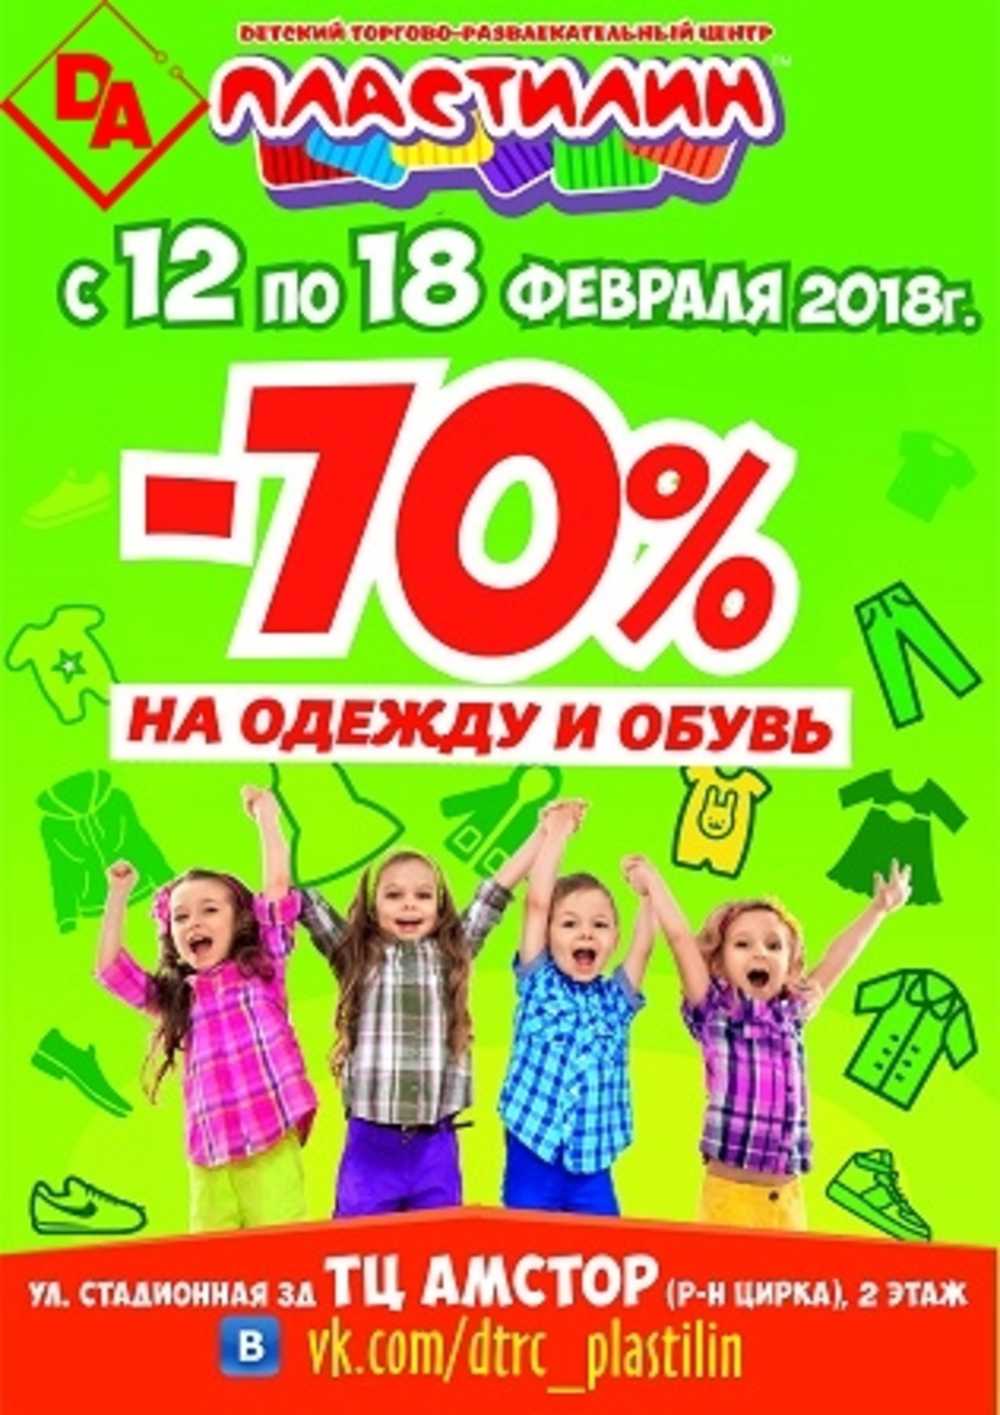 DA
ДЕТСКИЙ ТОРГОВО-РАЗВЛЕКАТЕЛЬНЫЙ ЦЕНТР
ПЛАСТИЛИН™
С 12 ПО 18 ФЕВРАЛЯ 2018г.
-70%
НА ОДЕЖДУ И ОБУВЬ
УЛ. СТАДИОННАЯ 3Д ТЦ АМСТОР (Р-Н ЦИРКА), 2 ЭТАЖ
В vk.com/dtrc_plastilin